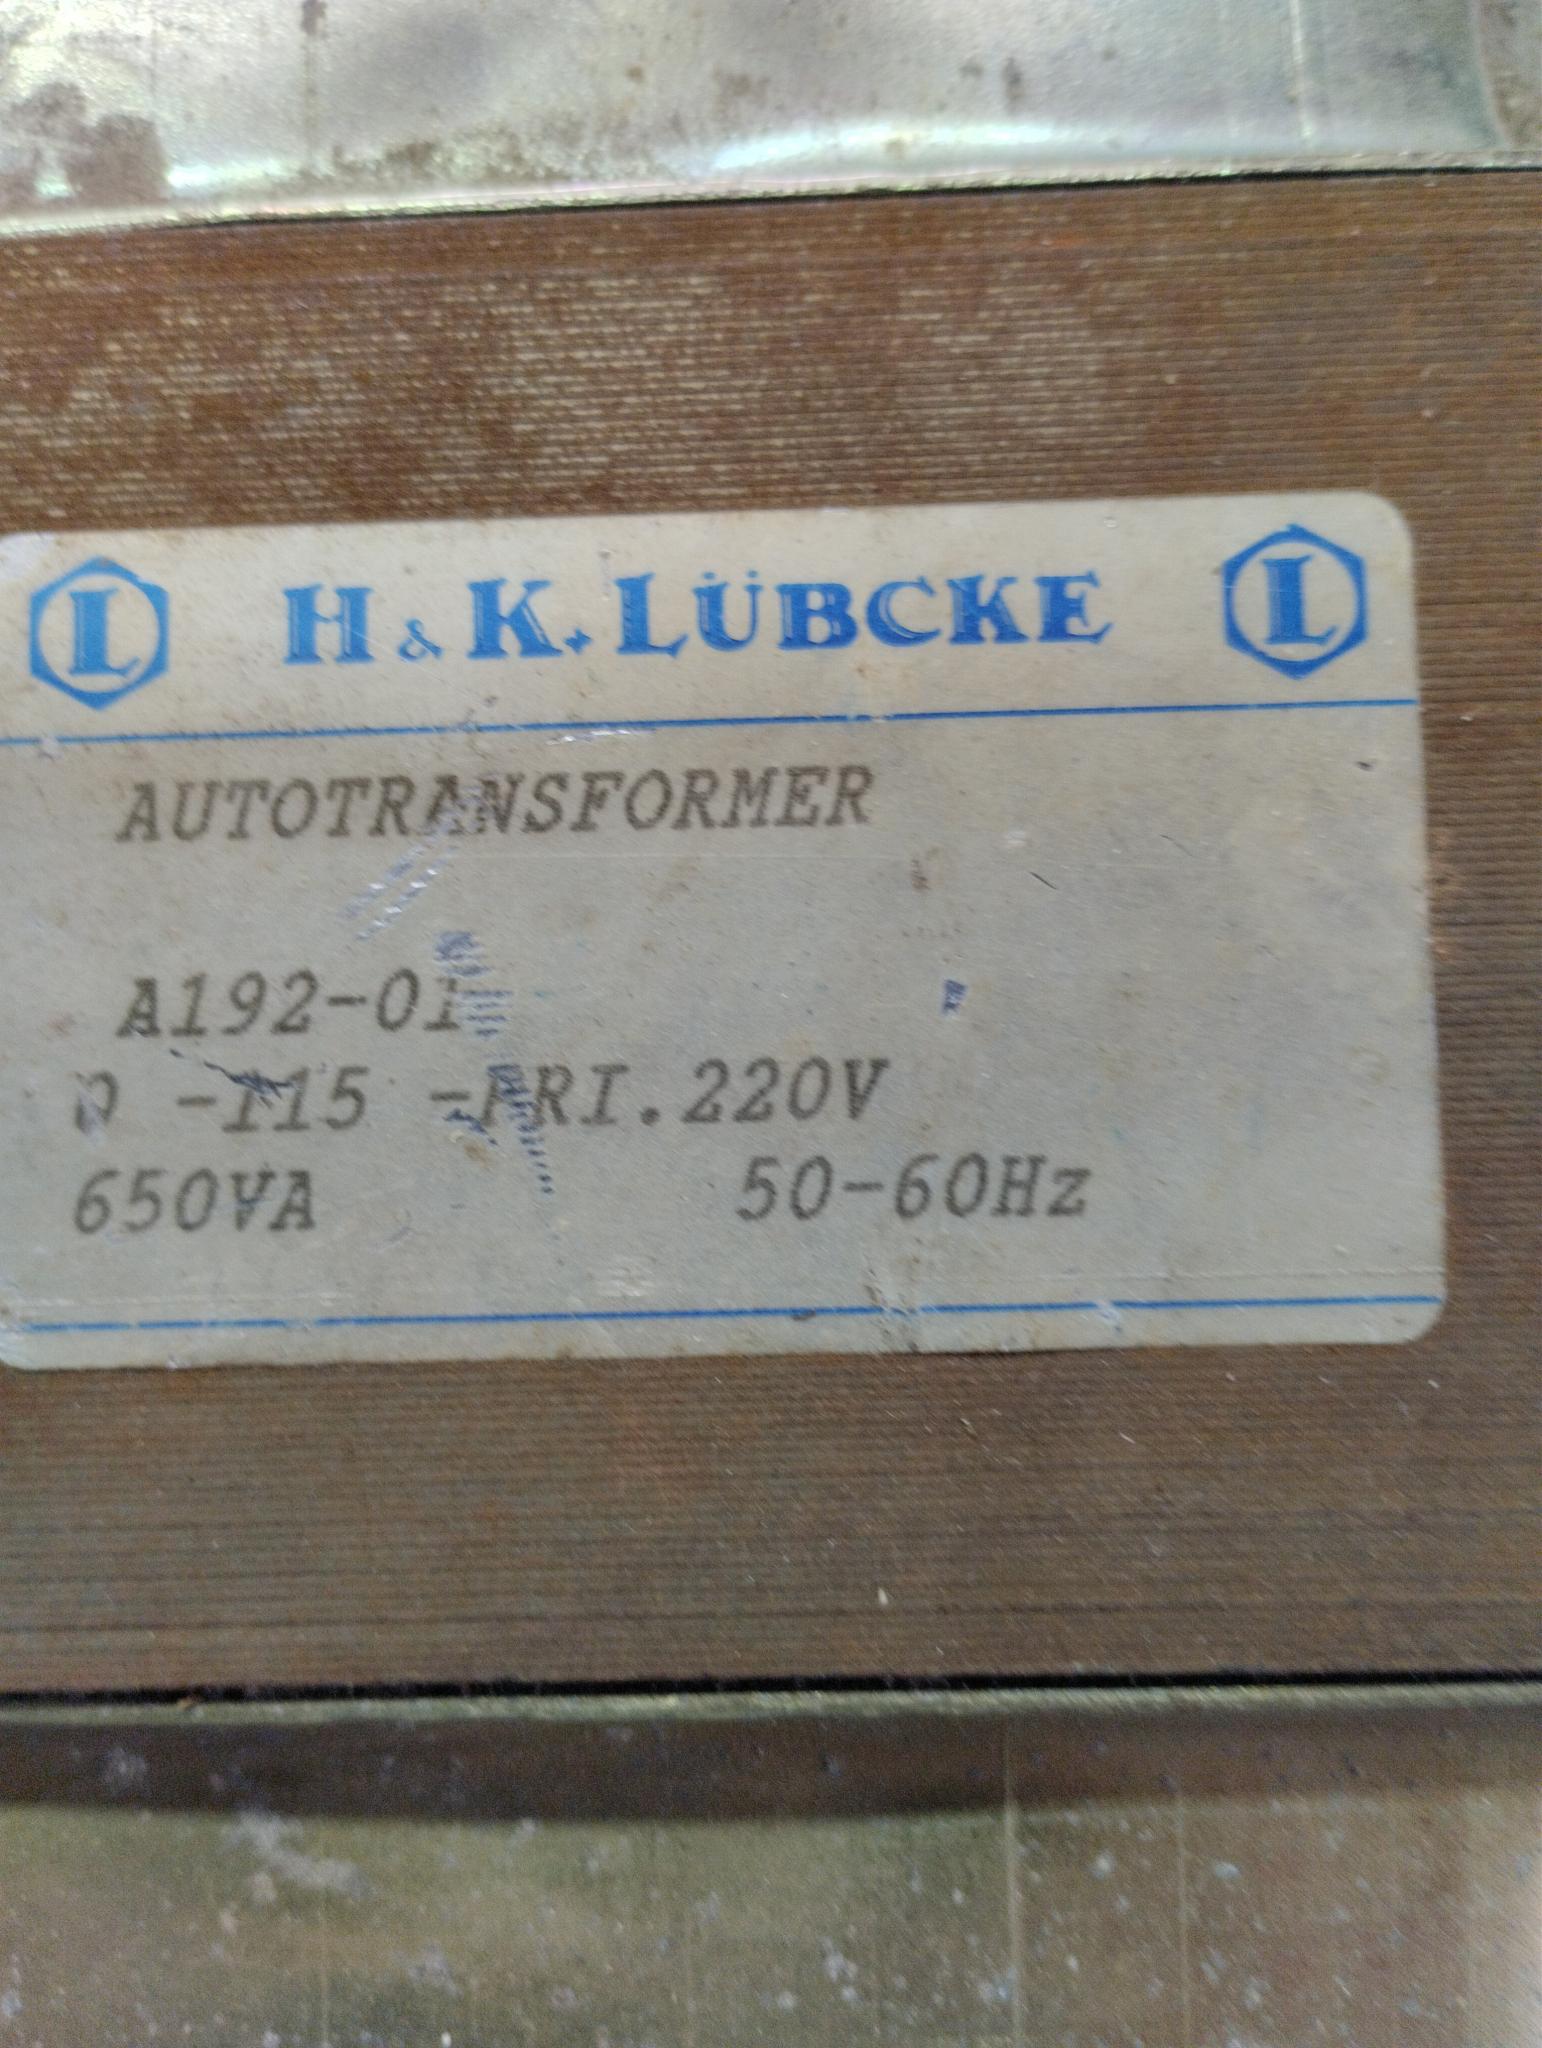 L H & K. LÜBCKE L
AUTOTRANSFORMER
A192-01
0 -115 -PRI.220V
650VA 50-60Hz